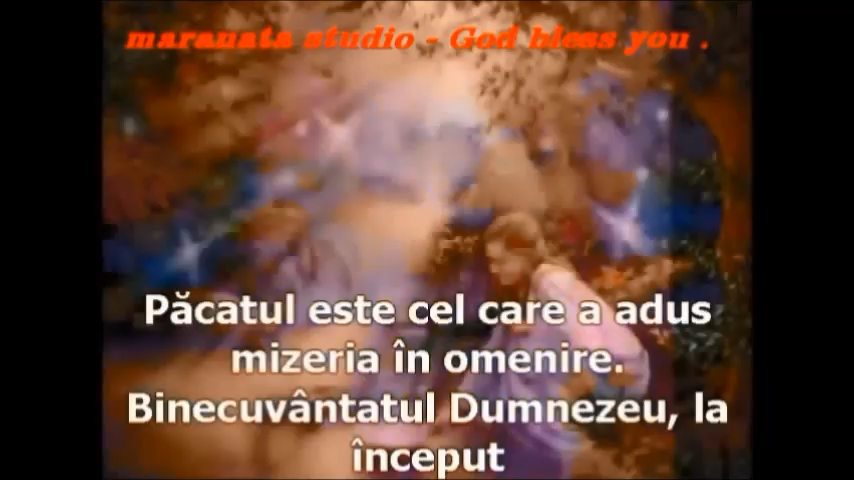 maranata studio - God bless you .
Păcatul este cel care a adus
mizeria în omenire.
Binecuvântatul Dumnezeu, la
început